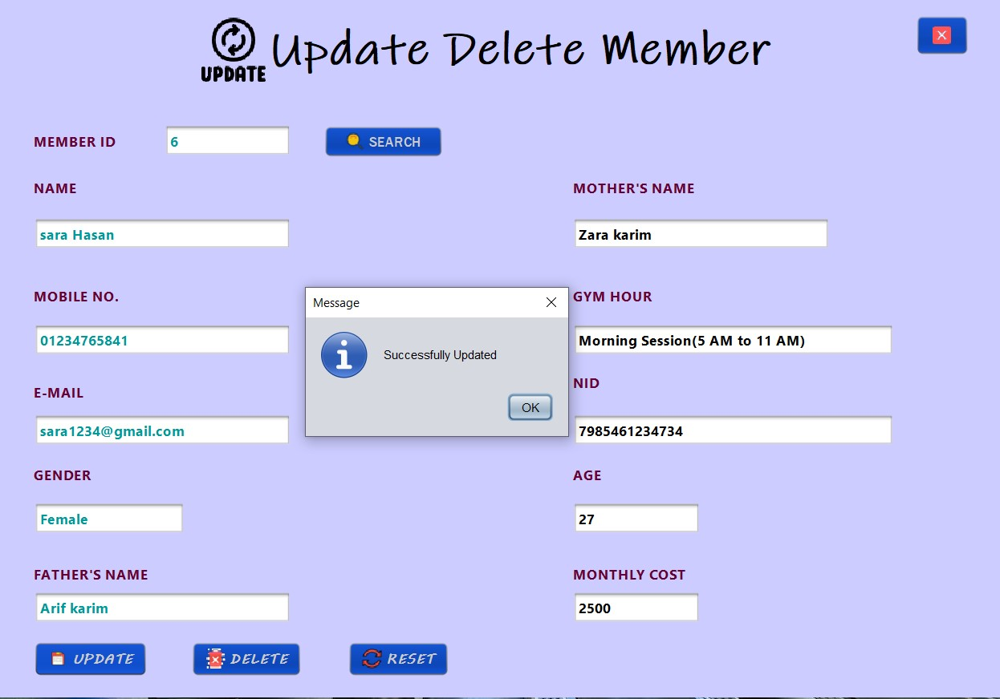 UPDATE
Update Delete Member
MEMBER ID
6
SEARCH
NAME
MOTHER'S NAME
sara Hasan
Zara karim
MOBILE NO.
Message
GYM HOUR
01234765841
Successfully Updated
Morning Session(5 AM to 11 AM)
E-MAIL
OK
NID
sara1234@gmail.com
7985461234734
GENDER
AGE
Female
27
FATHER'S NAME
MONTHLY COST
Arif karim
2500
UPDATE
DELETE
RESET